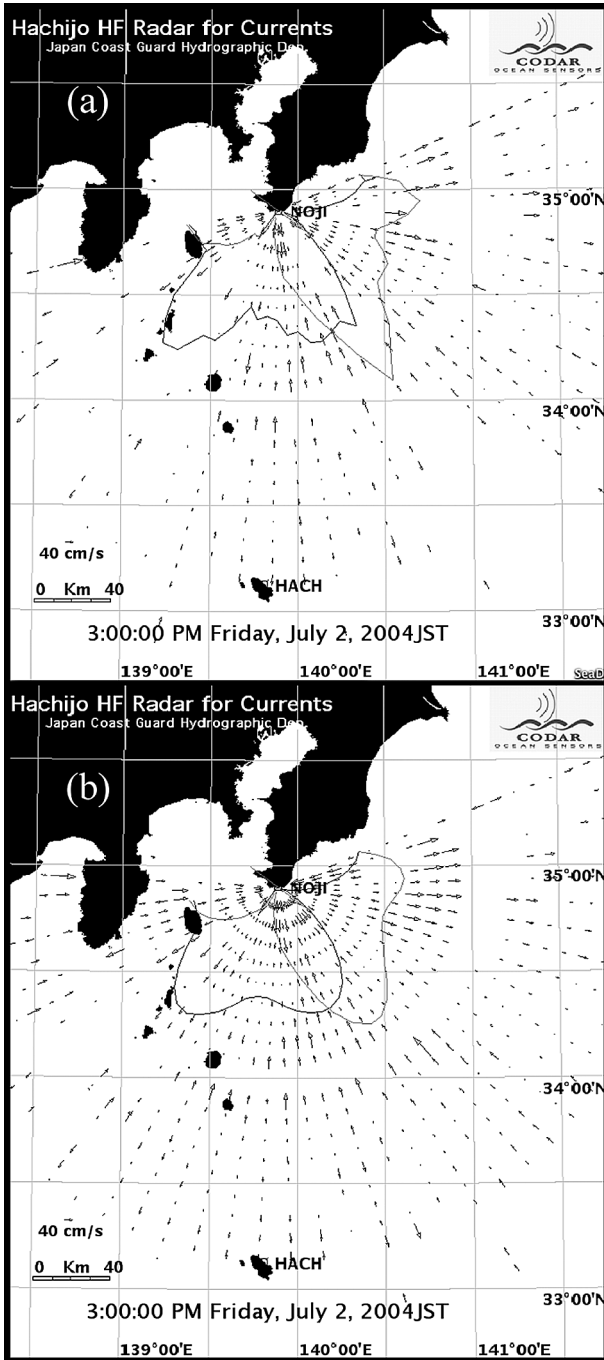 Hachijo HF Radar for Currents
Japan Coast Guard Hydrographic Dep.
CODAR
OCEAN SENSORS
(a)
NOJI
35°00'N
34°00'N
40 cm/s
0 Km 40
HACH
33°00'N
3:00:00 PM Friday, July 2, 2004JST
139°00'E
140°00'E
141°00'E
SeaD
Hachijo HF Radar for Currents
Japan Coast Guard Hydrographic Dep.
CODAR
OCEAN SENSORS
(b)
NOJI
35°00'N
34°00'N
40 cm/s
0 Km 40
HACH
33°00'N
3:00:00 PM Friday, July 2, 2004JST
139°00'E
140°00'E
141°00'E